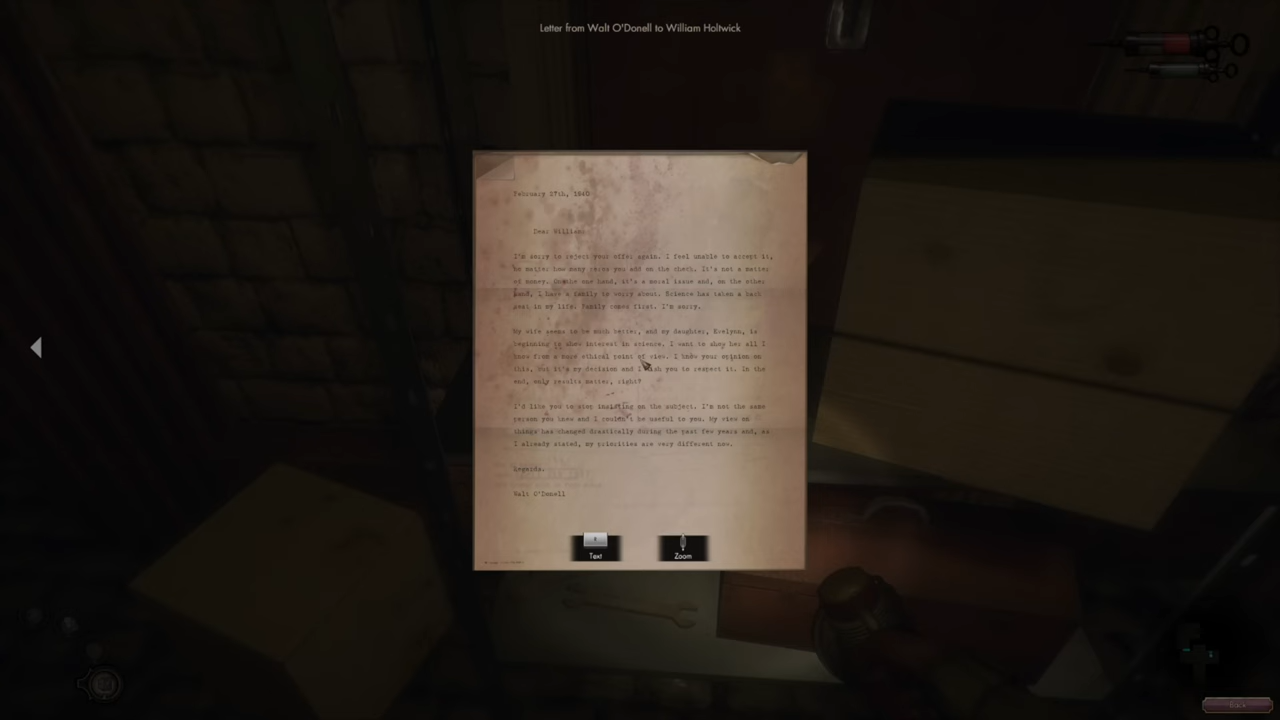 Letter from Walt O'Donell to William Holtwick
February 27th, 1940
Dear William:
I'm sorry to reject your offer again. I feel unable to accept it,
no matter how many zeros you add on the check. It's not a matter
of money. On the one hand, it's a moral issue and, on the other
hand, I have a family to worry about. Science has taken a back
seat in my life. Family comes first. I'm sorry.
My wife seems to be much better, and my daughter, Evelynn, is
beginning to show interest in science. I want to show her all I
know from a more ethical point of view. I know your opinion on
this, but it's my decision and I wish you to respect it. In the
end, only results matter, right?
I'd like you to stop insisting on the subject. I'm not the same
person you knew and I couldn't be useful to you. My view on
things has changed drastically during the past few years and, as
I already stated, my priorities are very different now.
Regards.
Walt O'Donell
Text
Zoom
Back